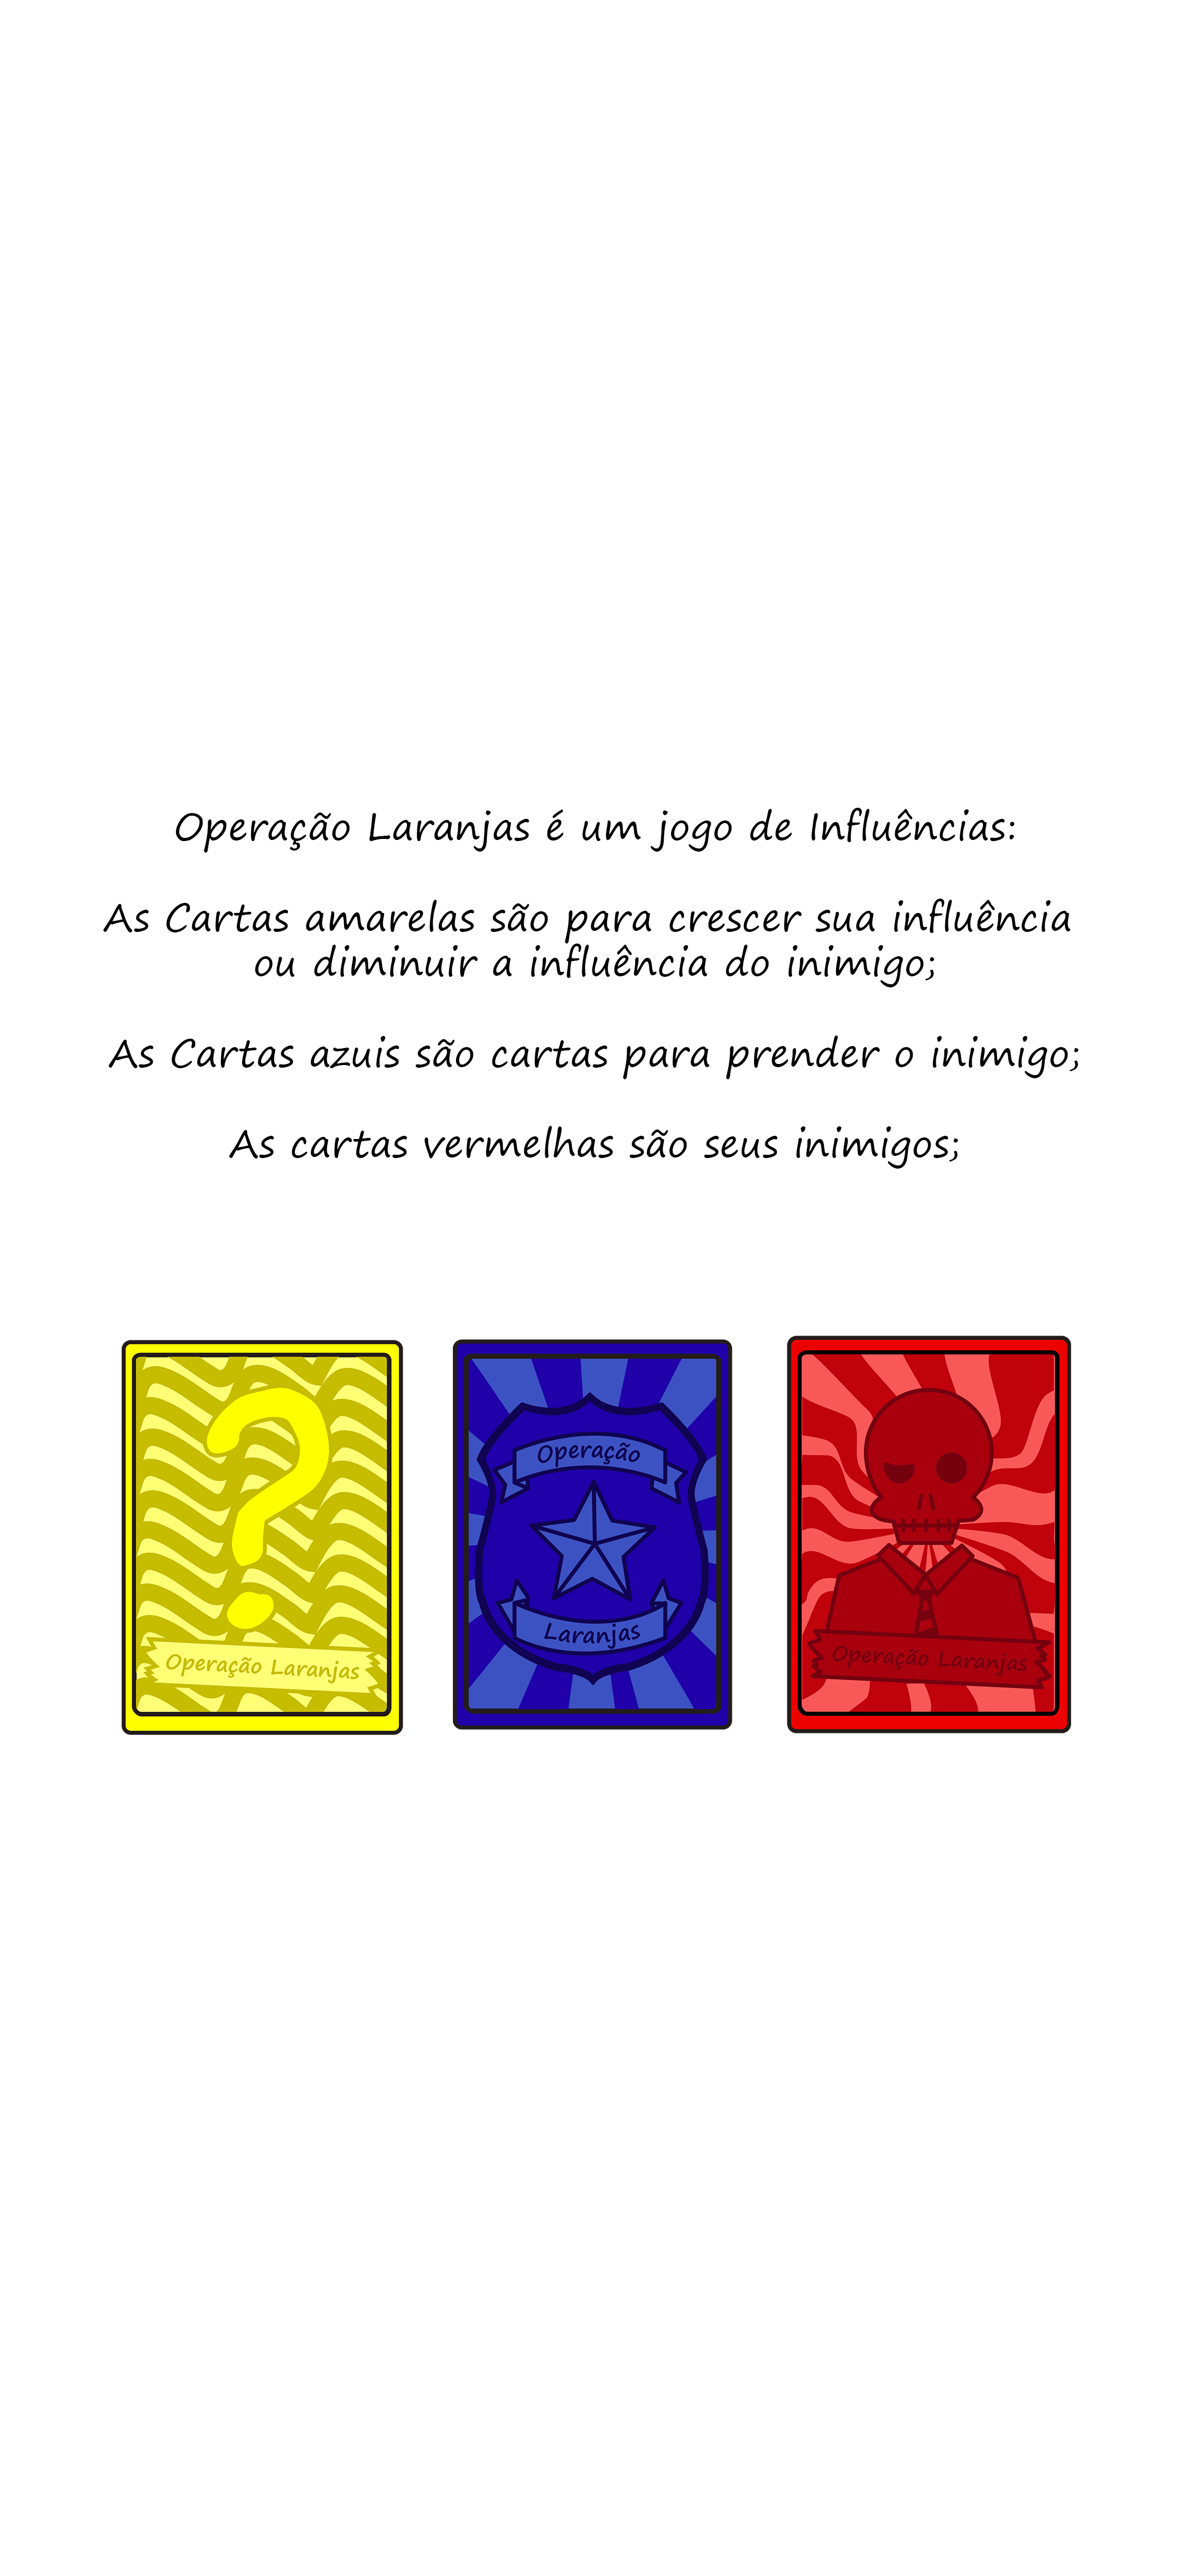 Operação Laranjas é um jogo de Influências:
As Cartas amarelas são para crescer sua influência
ou diminuir a influência do inimigo;
As Cartas azuis são cartas para prender o inimigo;
As cartas vermelhas são seus inimigos;
Operação Laranjas
Operação
Laranjas
Operação Laranjas